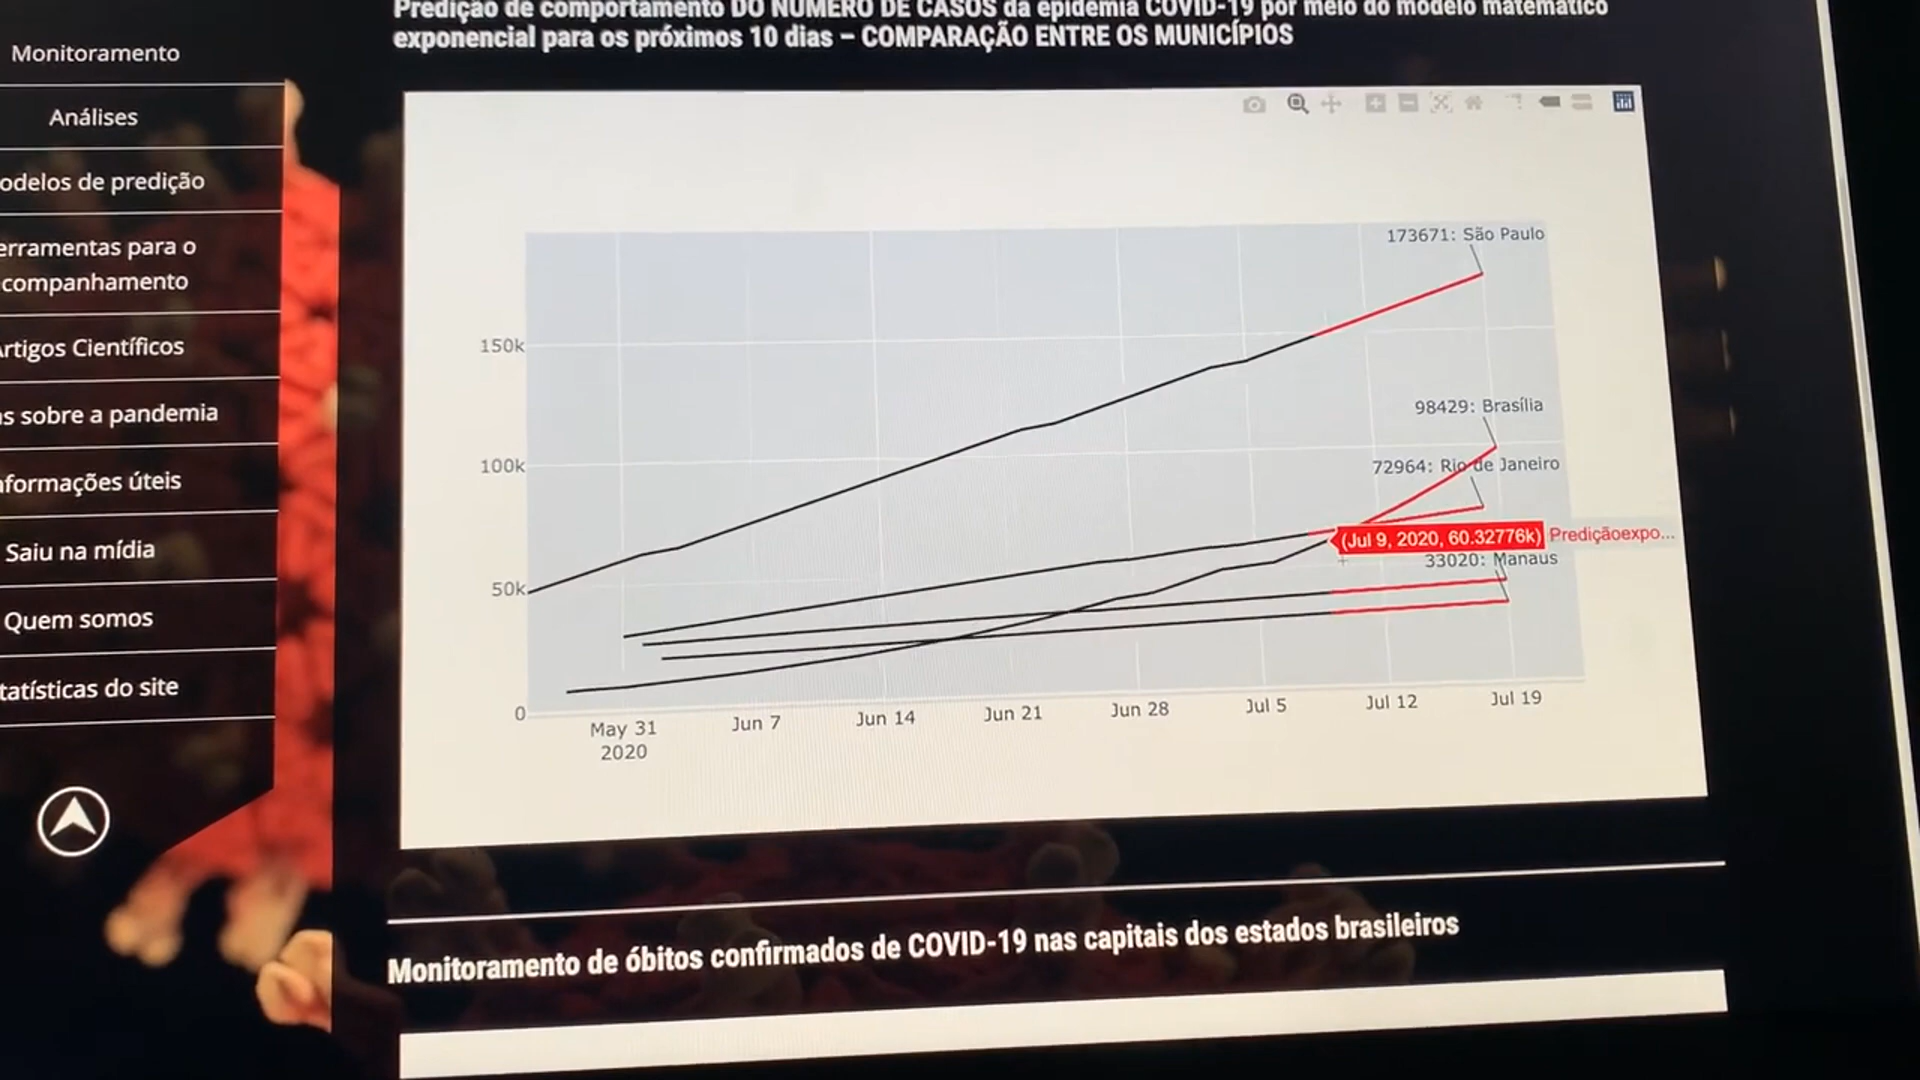 Predição de comportamento DO NÚMERO DE CASOS da epidemia COVID-19 por meio do modelo matemático
exponencial para os próximos 10 dias – COMPARAÇÃO ENTRE OS MUNICÍPIOS
Monitoramento
Análises
odelos de predição
erramentas para o
companhamento
Artigos Científicos
as sobre a pandemia
nformações úteis
Saiu na mídia
Quem somos
tatísticas do site
173671: São Paulo
150k
98429: Brasília
100k
72964: Rio de Janeiro
(Jul 9, 2020, 60.32776k) Prediçãoexpo...
33020: Manaus
50k
0
May 31
2020
Jun 7
Jun 14
Jun 21
Jun 28
Jul 5
Jul 12
Jul 19
Monitoramento de óbitos confirmados de COVID-19 nas capitais dos estados brasileiros